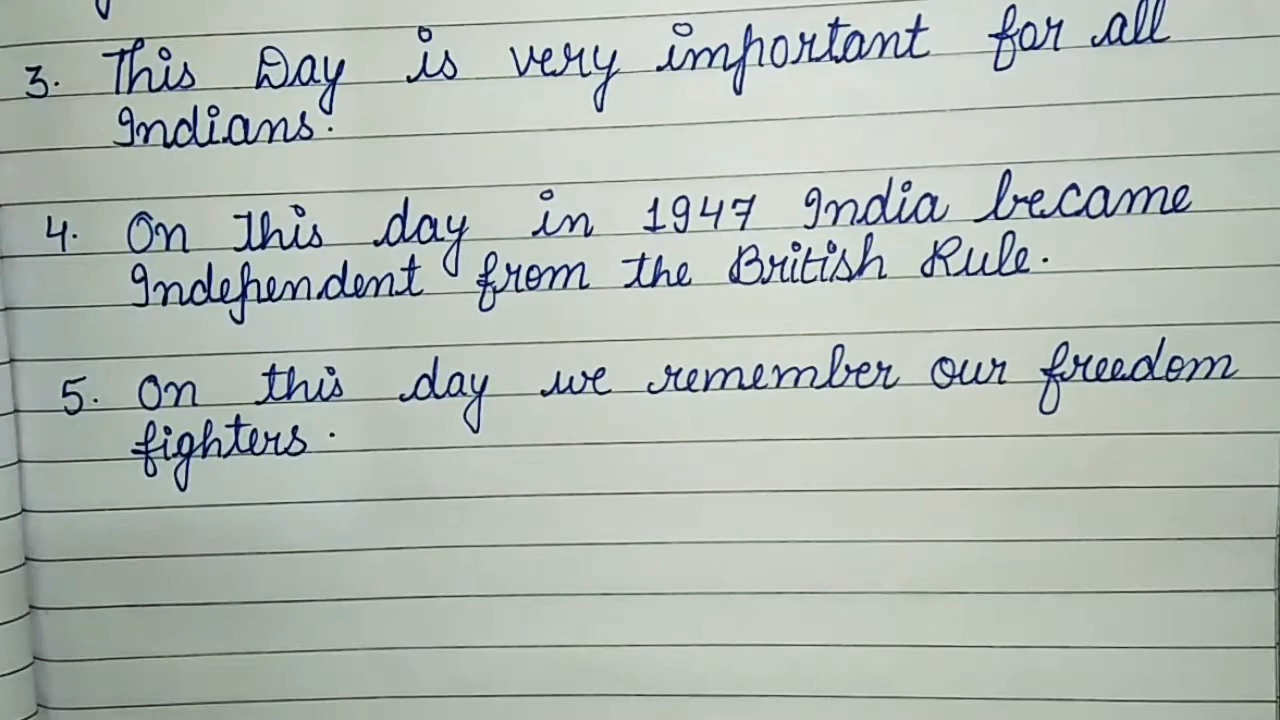 3. This Day is very important for all
Indians.
4. On this day in 1947 India became
Independent from the British Rule.
5. On this day we remember our freedom
fighters.